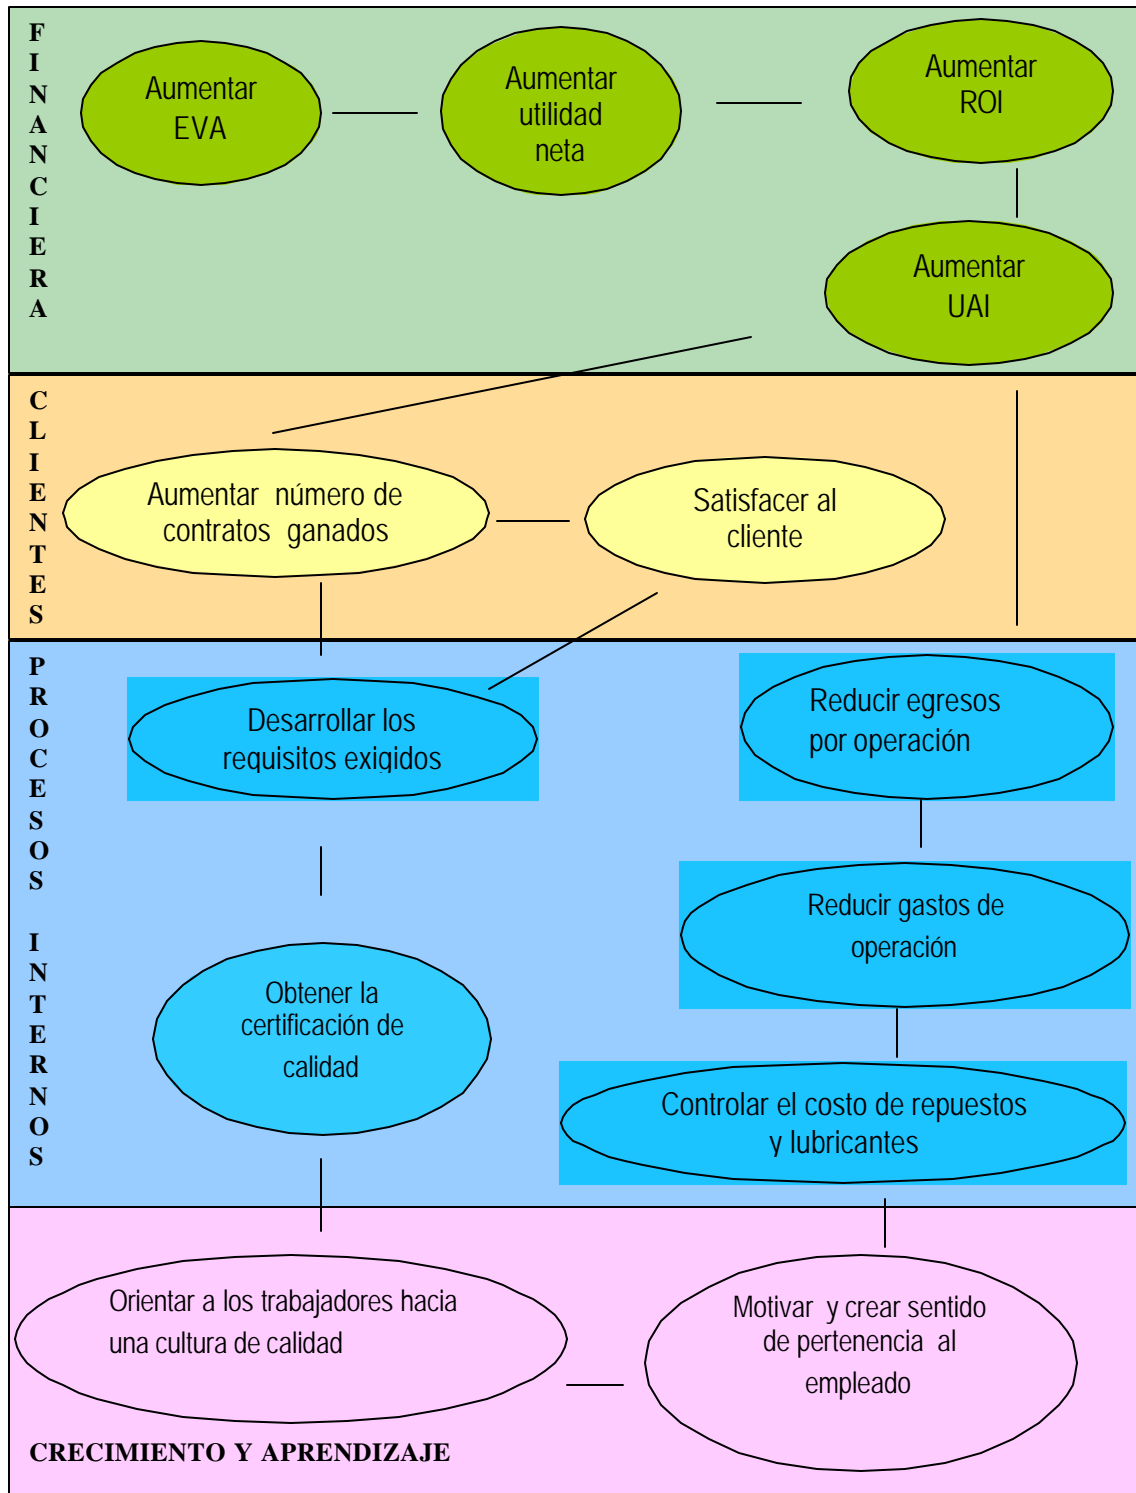 FINANCIERA
Aumentar
EVA
Aumentar
utilidad
neta
Aumentar
ROI
Aumentar
UAI
CLIENTES
Aumentar número de
contratos ganados
Satisfacer al
cliente
PROCESOS INTERNOS
Desarrollar los
requisitos exigidos
Reducir egresos
por operación
Reducir gastos de
operación
Obtener la
certificación de
calidad
Controlar el costo de repuestos
y lubricantes
Orientar a los trabajadores hacia
una cultura de calidad
Motivar y crear sentido
de pertenencia al
empleado
CRECIMIENTO Y APRENDIZAJE